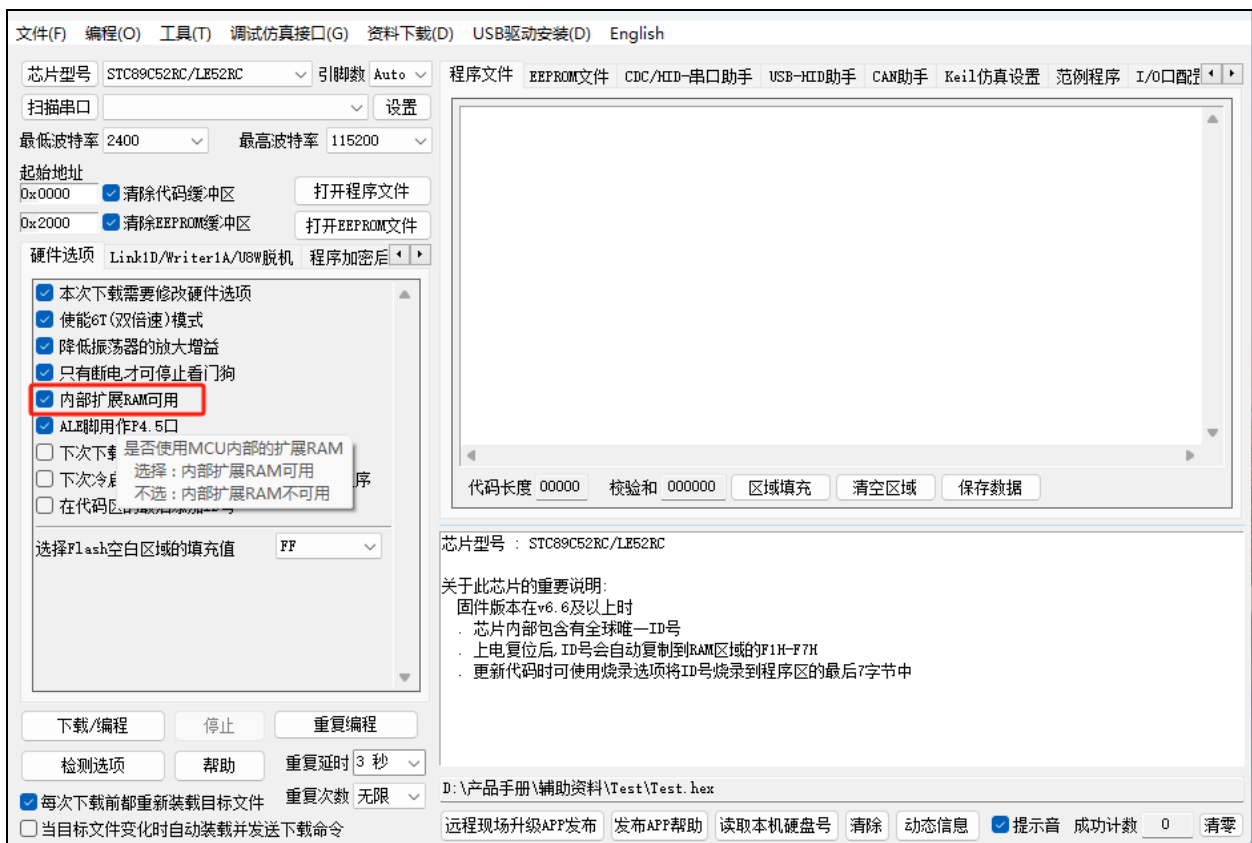 文件(F) 编程(O) 工具(T) 调试仿真接口(G) 资料下载(D) USB驱动安装(D) English
芯片型号 STC89C52RC/LE52RC 引脚数 Auto
扫描串口 设置
最低波特率 2400 最高波特率 115200
起始地址
0x0000 清除代码缓冲区 打开程序文件
0x2000 清除EEPROM缓冲区 打开EEPROM文件
硬件选项 Link1D/Writer1A/U8W脱机 程序加密后
本次下载需要修改硬件选项
使能6T(双倍速)模式
降低振荡器的放大增益
只有断电才可停止看门狗
内部扩展RAM可用
ALE脚用作P4.5口
下次下载
是否使用MCU内部的扩展RAM
选择：内部扩展RAM可用
不选：内部扩展RAM不可用
下次冷启 序
在代码区的最后添加ID号
选择Flash空白区域的填充值 FF
下载/编程 停止 重复编程
检测选项 帮助 重复延时 3 秒
每次下载前都重新装载目标文件 重复次数 无限
当目标文件变化时自动装载并发送下载命令
程序文件 EEPROM文件 CDC/HID-串口助手 USB-HID助手 CAN助手 Keil仿真设置 范例程序 I/O口配置
代码长度 00000 校验和 000000 区域填充 清空区域 保存数据
芯片型号 : STC89C52RC/LE52RC
关于此芯片的重要说明:
固件版本在v6.6及以上时
. 芯片内部包含有全球唯一ID号
. 上电复位后,ID号会自动复制到RAM区域的F1H-F7H
. 更新代码时可使用烧录选项将ID号烧录到程序区的最后7字节中
D:\产品手册\辅助资料\Test\Test.hex
远程现场升级APP发布 发布APP帮助 读取本机硬盘号 清除 动态信息 提示音 成功计数 0 清零